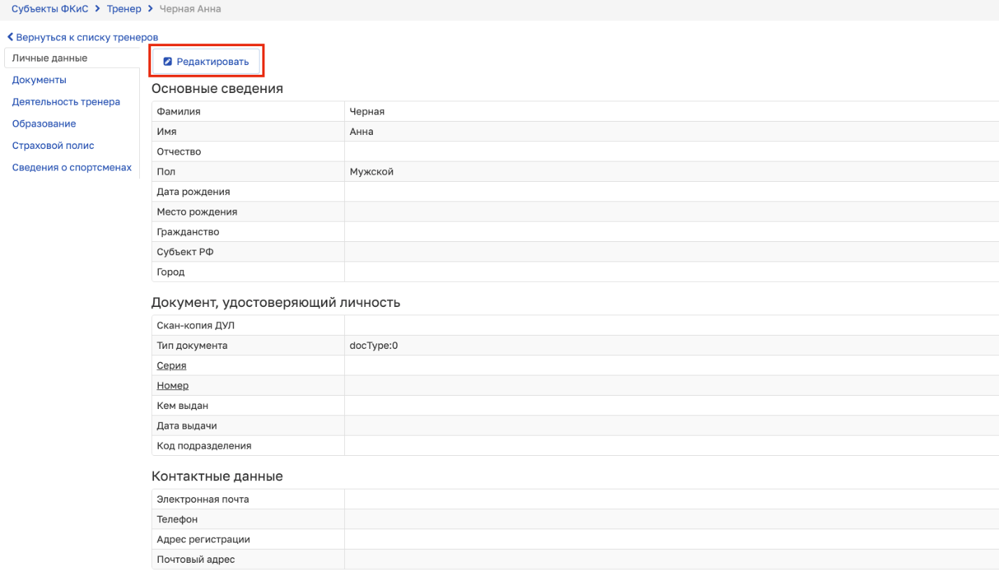 Субъекты ФКиС > Тренер > Черная Анна
Вернуться к списку тренеров
Личные данные
Документы
Деятельность тренера
Образование
Страховой полис
Сведения о спортсменах
Редактировать
Основные сведения
Фамилия Черная
Имя Анна
Отчество
Пол Мужской
Дата рождения
Место рождения
Гражданство
Субъект РФ
Город
Документ, удостоверяющий личность
Скан-копия ДУЛ
Тип документа docType:0
Серия
Номер
Кем выдан
Дата выдачи
Код подразделения
Контактные данные
Электронная почта
Телефон
Адрес регистрации
Почтовый адрес